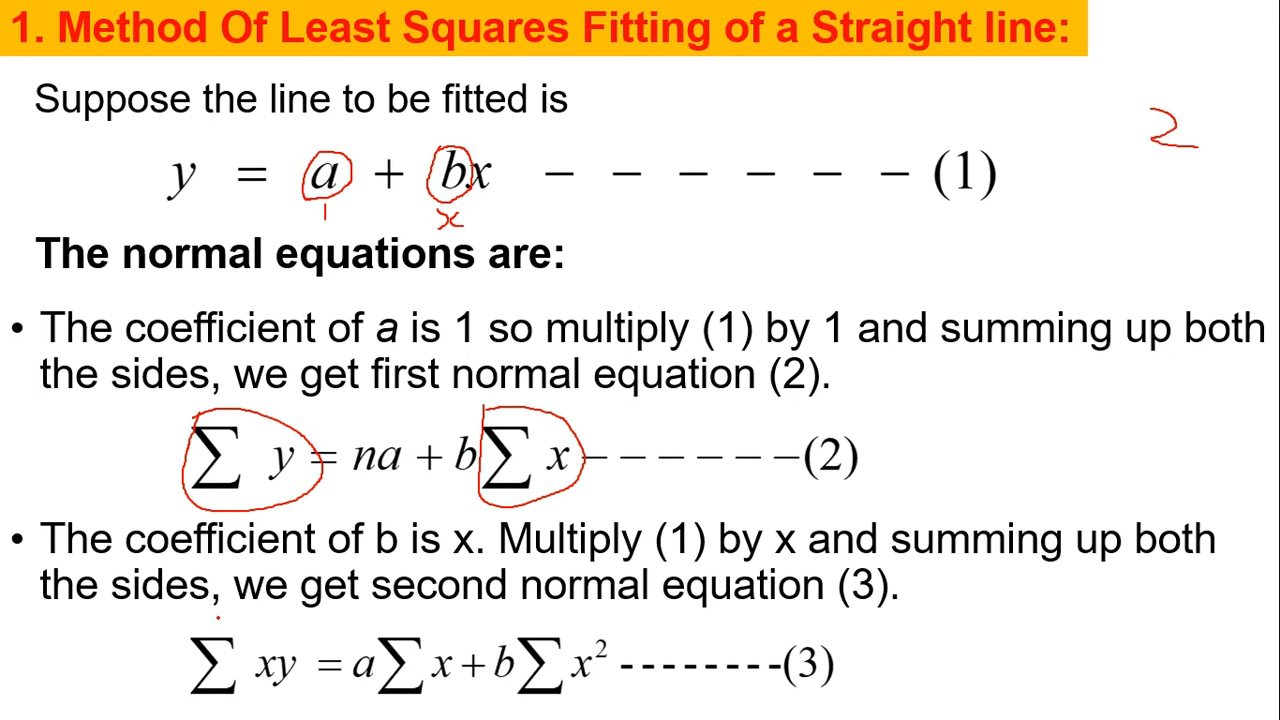 1. Method Of Least Squares Fitting of a Straight line:
Suppose the line to be fitted is
2
y = a + bx - - - - - - (1)
1 x
The normal equations are:
• The coefficient of a is 1 so multiply (1) by 1 and summing up both
the sides, we get first normal equation (2).
∑ y = na + b∑ x - - - - - - -(2)
• The coefficient of b is x. Multiply (1) by x and summing up both
the sides, we get second normal equation (3).
∑ xy = a∑ x + b∑ x² --------(3)